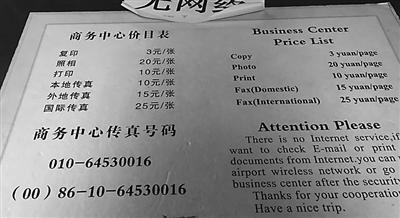 无网
商务中心价目表
复印 3元/张
照相 20元/张
打印 10元/张
本地传真 10元/张
外地传真 15元/张
国际传真 25元/张
商务中心传真号码
010-64530016
(00) 86-10-64530016
Business Center
Price List
Copy 3 yuan/page
Photo 20 yuan/page
Print 10 yuan/page
Fax(Domestic) 15 yuan/page
Fax(International) 25 yuan/page
Attention Please
There is no Internet service,if
want to check E-mail or print
documents from Internet,you can
airport wireless network or go
business center after the security
Thanks for your cooperation
Have a nice trip.